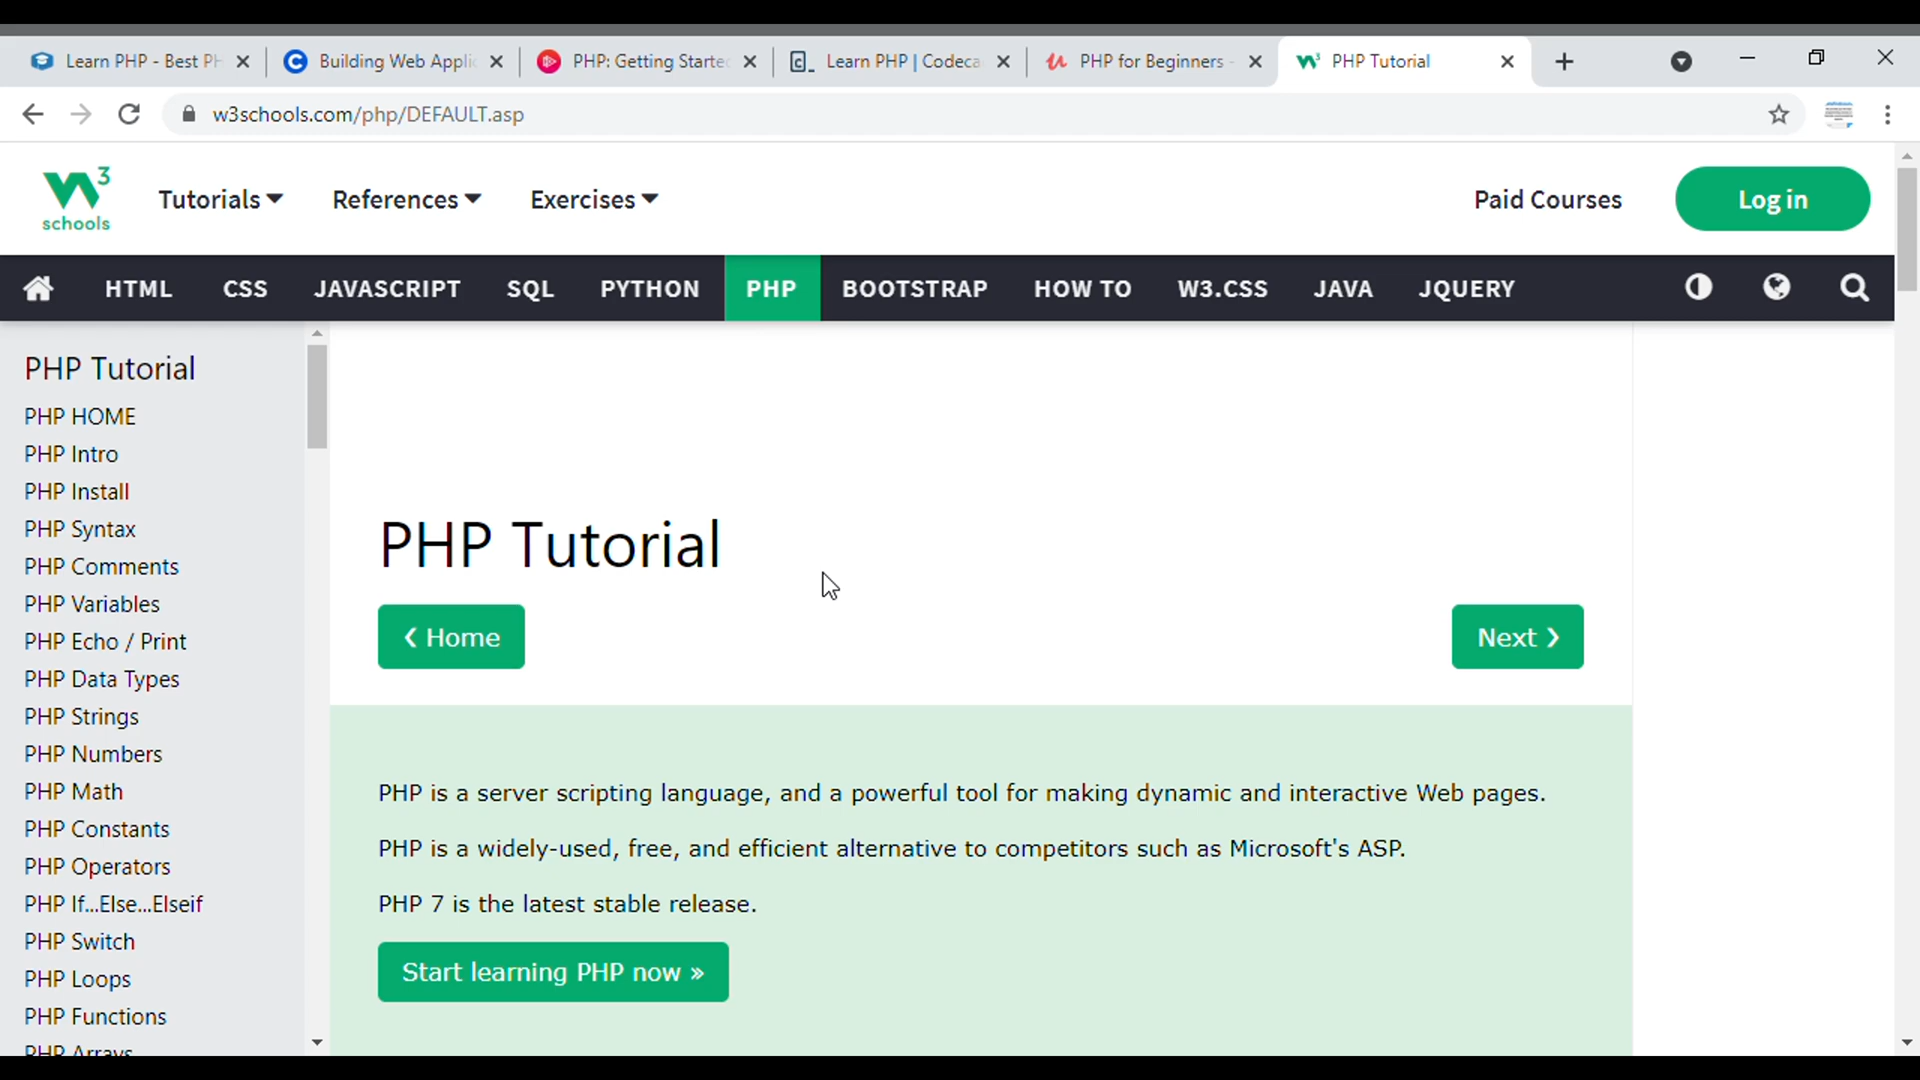 Learn PHP - Best PH
Building Web Applic
PHP: Getting Starte
Learn PHP | Codeca
PHP for Beginners -
PHP Tutorial
w3schools.com/php/DEFAULT.asp
3
schools
Tutorials
References
Exercises
Paid Courses
Log in
HTML
CSS
JAVASCRIPT
SQL
PYTHON
PHP
BOOTSTRAP
HOW TO
W3.CSS
JAVA
JQUERY
PHP Tutorial
PHP HOME
PHP Intro
PHP Install
PHP Syntax
PHP Comments
PHP Variables
PHP Echo / Print
PHP Data Types
PHP Strings
PHP Numbers
PHP Math
PHP Constants
PHP Operators
PHP If...Else...Elseif
PHP Switch
PHP Loops
PHP Functions
PHP Arrays
PHP Tutorial
❮ Home
Next ❯
PHP is a server scripting language, and a powerful tool for making dynamic and interactive Web pages.
PHP is a widely-used, free, and efficient alternative to competitors such as Microsoft's ASP.
PHP 7 is the latest stable release.
Start learning PHP now »